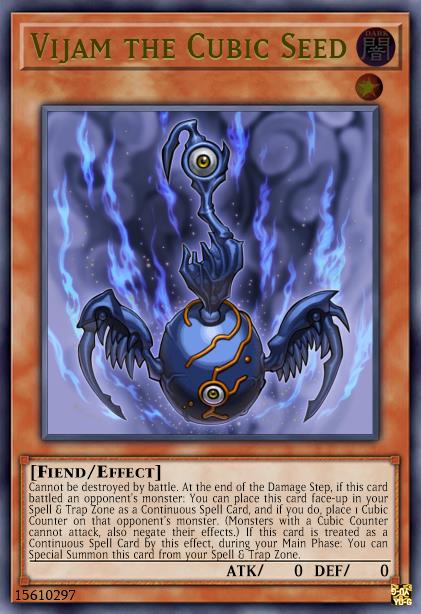 VIJAM THE CUBIC SEED
DARK
闇
[FIEND/EFFECT]
Cannot be destroyed by battle. At the end of the Damage Step, if this card
battled an opponent's monster: You can place this card face-up in your
Spell & Trap Zone as a Continuous Spell Card, and if you do, place 1 Cubic
Counter on that opponent's monster. (Monsters with a Cubic Counter
cannot attack, also negate their effects.) If this card is treated as a
Continuous Spell Card by this effect, during your Main Phase: You can
Special Summon this card from your Spell & Trap Zone.
ATK/ 0 DEF/ 0
15610297